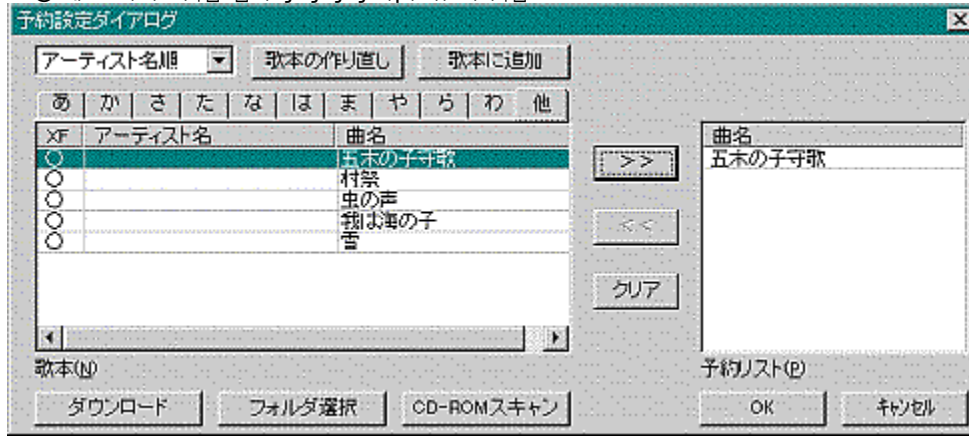 予約設定ダイアログ
アーティスト名順 歌本の作り直し 歌本に追加
あ か さ た な は ま や ら わ 他
XF アーティスト名 曲名 曲名
○ 五木の子守歌 >> 五木の子守歌
○ 村祭
○ 虫の声
○ 我は海の子 <<
○ 雪
クリア
歌本(N) 予約リスト(P)
ダウンロード フォルダ選択 CD-ROMスキャン OK キャンセル